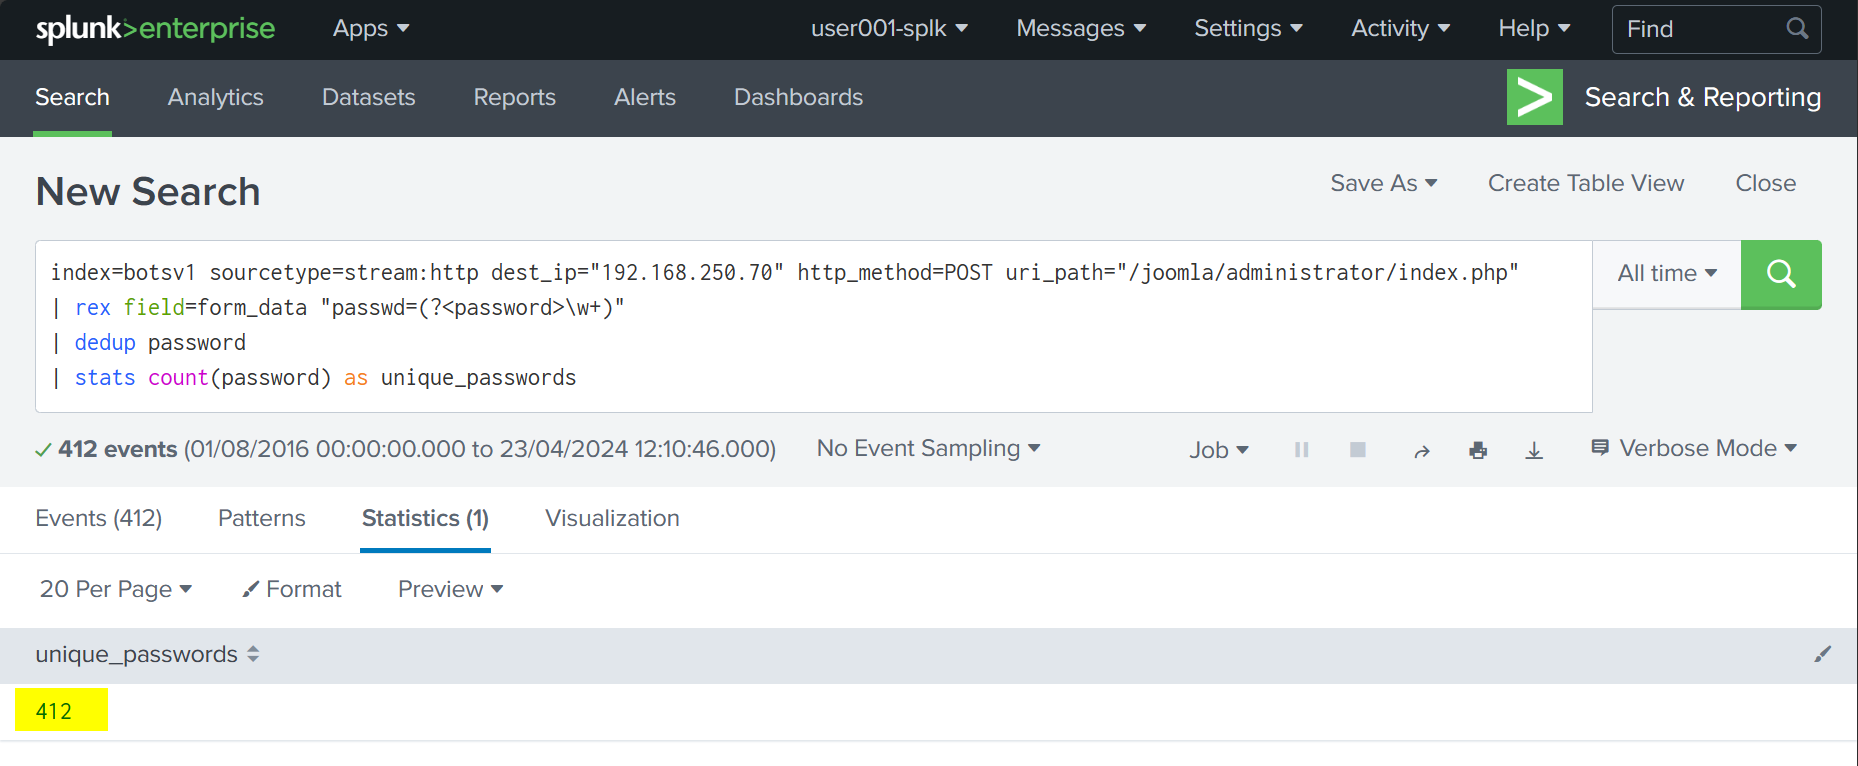 splunk>enterprise Apps user001-splk Messages Settings Activity Help Find
Search Analytics Datasets Reports Alerts Dashboards Search & Reporting
New Search Save As Create Table View Close
index=botsv1 sourcetype=stream:http dest_ip="192.168.250.70" http_method=POST uri_path="/joomla/administrator/index.php" All time
| rex field=form_data "passwd=(?<password>\w+)"
| dedup password
| stats count(password) as unique_passwords
412 events (01/08/2016 00:00:00.000 to 23/04/2024 12:10:46.000) No Event Sampling Job Verbose Mode
Events (412) Patterns Statistics (1) Visualization
20 Per Page Format Preview
unique_passwords
412